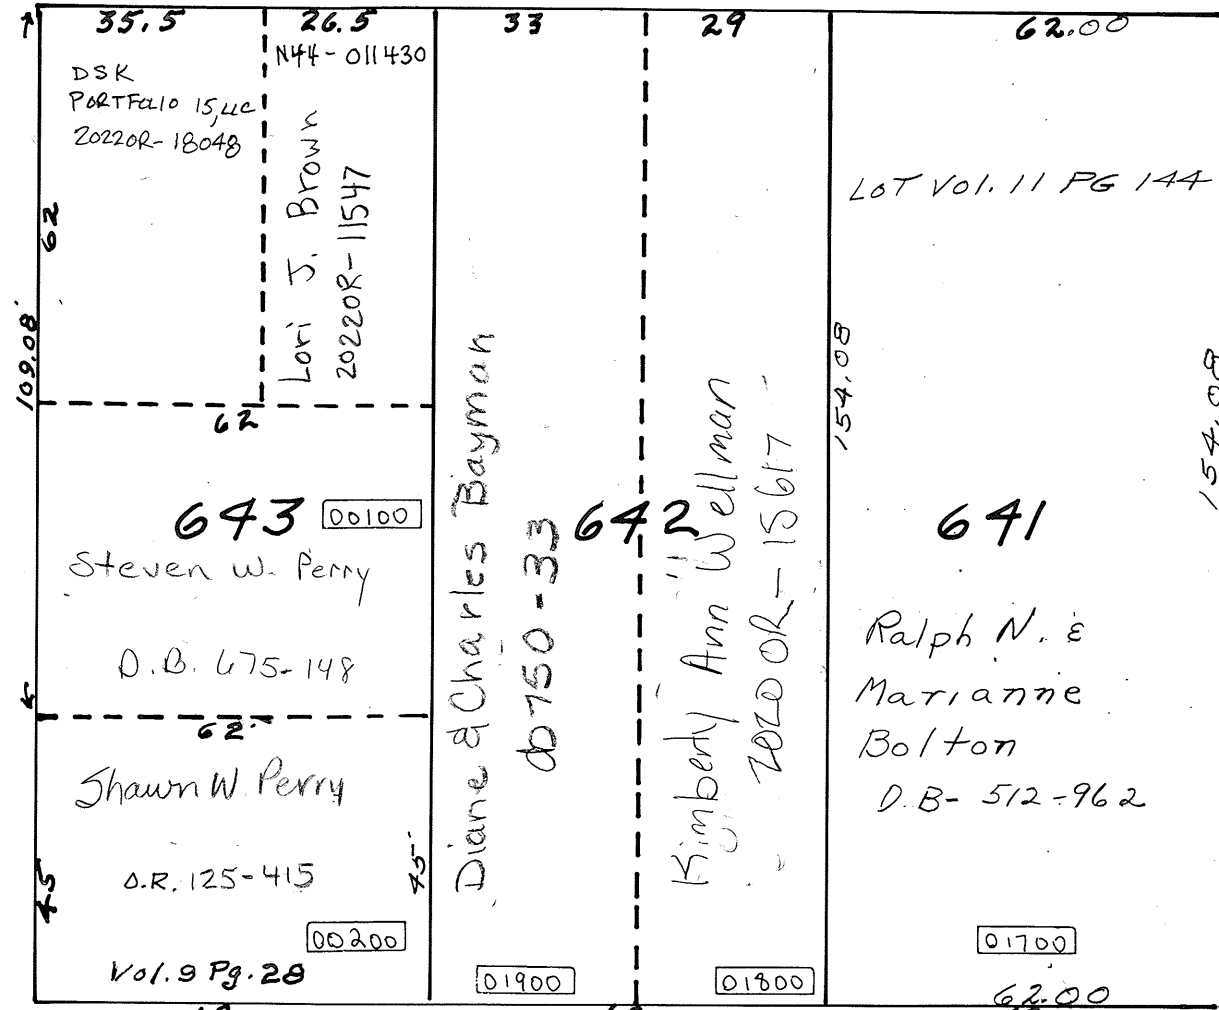 35.5
26.5
33
29
62.00
N44-011430
DSK
PORTFOLIO 15, LLC
2022OR-18048
Lori J. Brown
2022OR-11547
62
109.08'
62
LOT VOL. 11 PG 144
154.08
154.08
643
00100
Steven W. Perry
D.B. 675-148
62'
Shawn W. Perry
O.R. 125-415
45
45'
00200
Vol. 9 Pg. 28
Diane & Charles Bayman
db750-33
642
Kimberly Ann Wellman
2020OR-15617
01900
01800
641
Ralph N. &
Marianne
Bolton
D.B- 512-962
01700
62.00